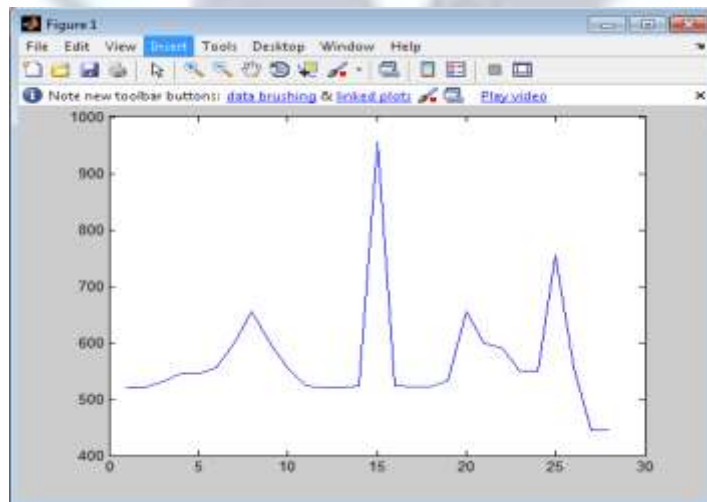 Figure 1
File Edit View Insert Tools Desktop Window Help
Note new toolbar buttons: data brushing & linked plots Play video
1000
900
800
700
600
500
400
0 5 10 15 20 25 30